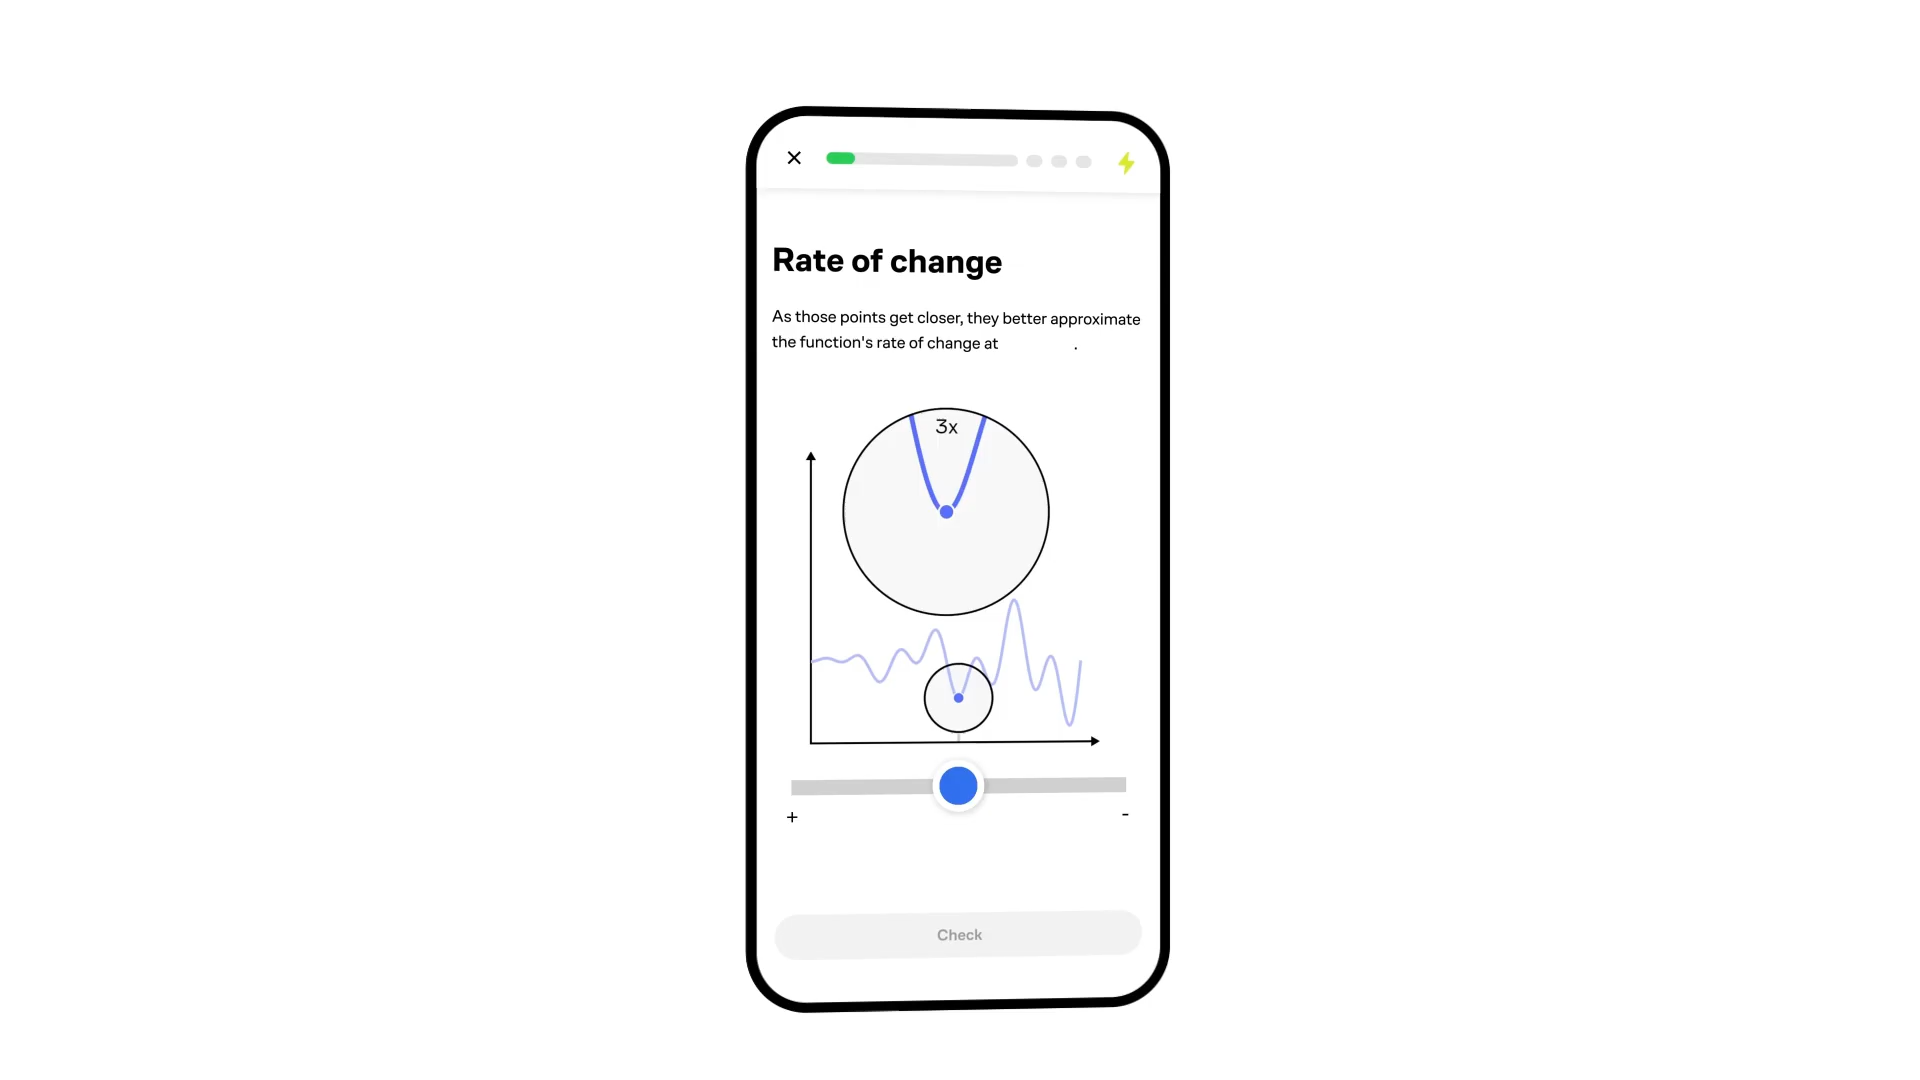 Rate of change
As those points get closer, they better approximate
the function's rate of change at .
3x
+ -
Check